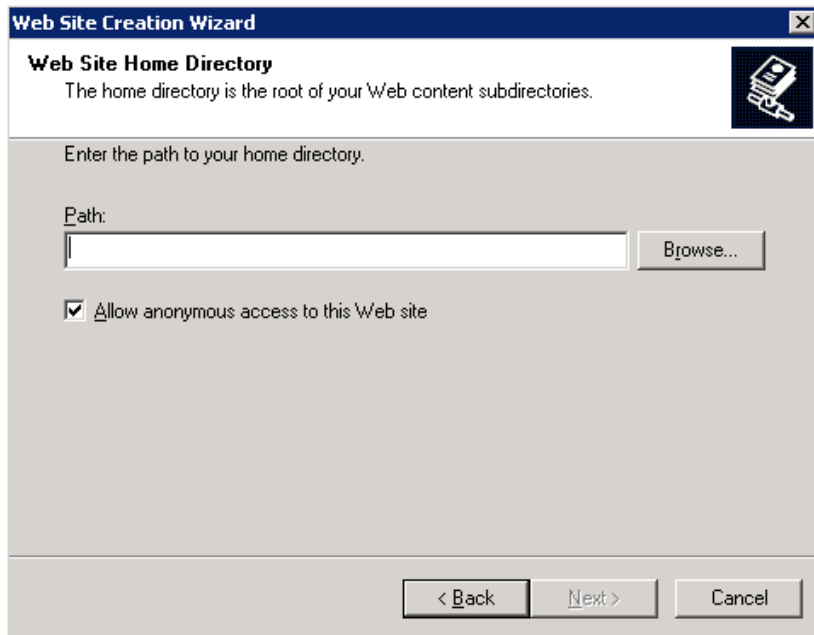 Web Site Creation Wizard
Web Site Home Directory
The home directory is the root of your Web content subdirectories.
Enter the path to your home directory.
Path:
Browse...
Allow anonymous access to this Web site
< Back
Next >
Cancel